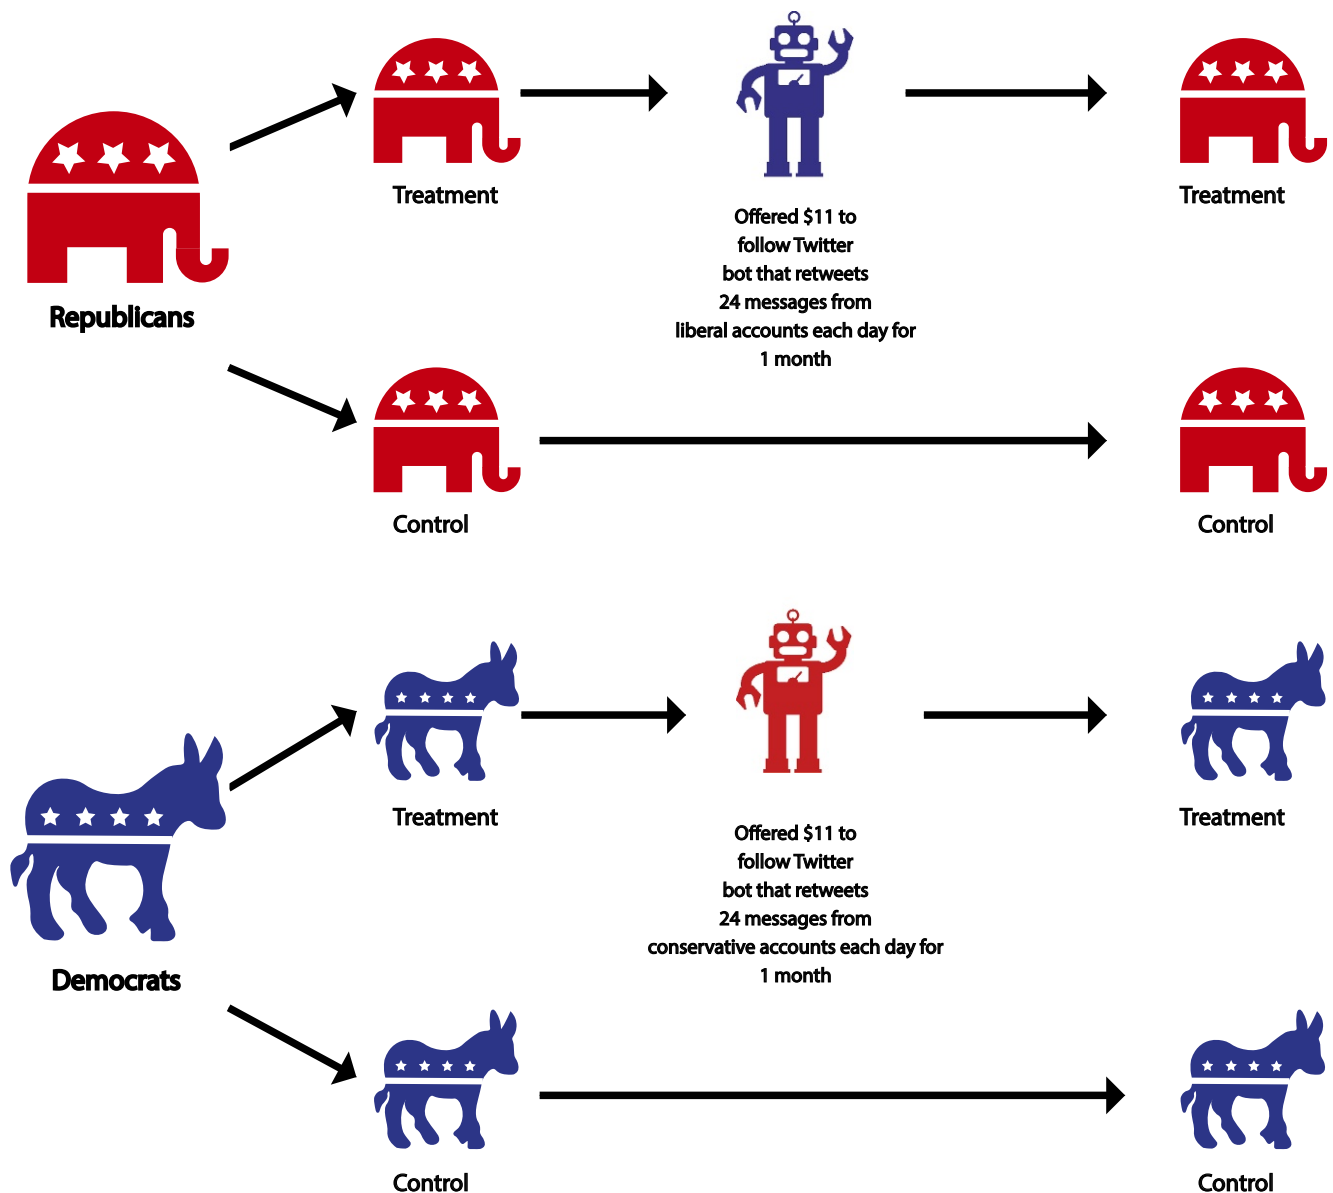 Treatment
Treatment
Offered $11 to
follow Twitter
bot that retweets
24 messages from
liberal accounts each day for
1 month
Republicans
Control
Control
Treatment
Treatment
Offered $11 to
follow Twitter
bot that retweets
24 messages from
conservative accounts each day for
1 month
Democrats
Control
Control